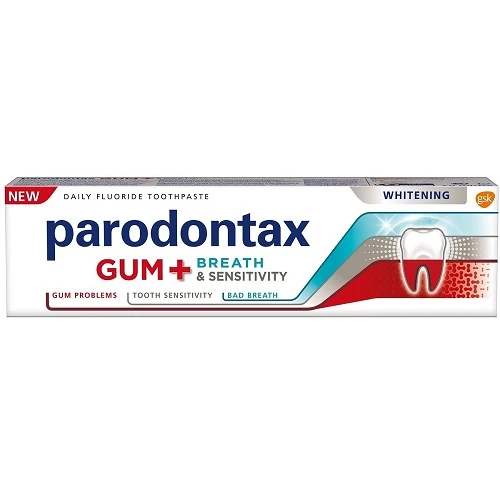 NEW
DAILY FLUORIDE TOOTHPASTE
WHITENING
gsk
parodontax
GUM+ BREATH
& SENSITIVITY
GUM PROBLEMS TOOTH SENSITIVITY BAD BREATH